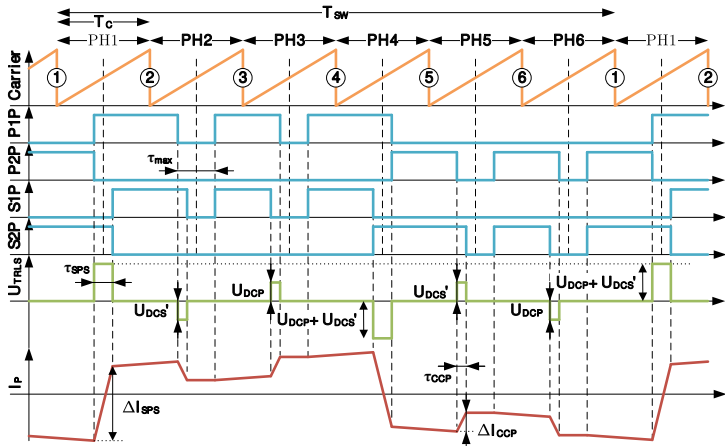 T_SW
T_C
PH1 PH2 PH3 PH4 PH5 PH6 PH1
Carrier
1 2 3 4 5 6 1 2
P1P
P2P
τ_max
S1P
S2P
U_TRLS
τ_SPS
U_DCS'
U_DCP
U_DCP + U_DCS'
U_DCS'
U_DCP
U_DCP + U_DCS'
I_P
ΔI_SPS
τ_CCP
ΔI_CCP